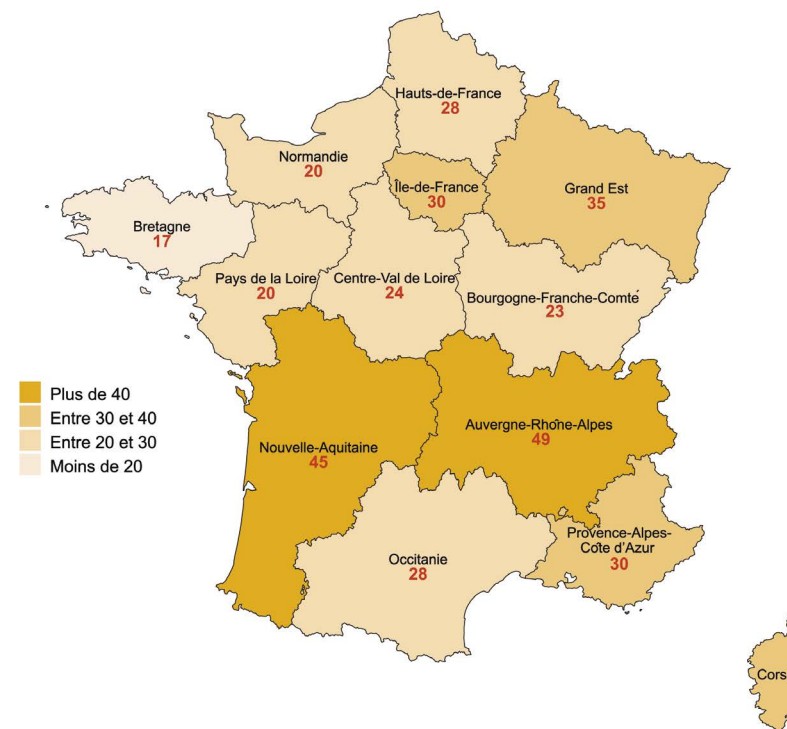 Hauts-de-France
28
Normandie
20
Île-de-France
30
Grand Est
35
Bretagne
17
Pays de la Loire
20
Centre-Val de Loire
24
Bourgogne-Franche-Comté
23
Plus de 40
Entre 30 et 40
Entre 20 et 30
Moins de 20
Nouvelle-Aquitaine
45
Auvergne-Rhône-Alpes
49
Occitanie
28
Provence-Alpes-
Côte d'Azur
30
Cors